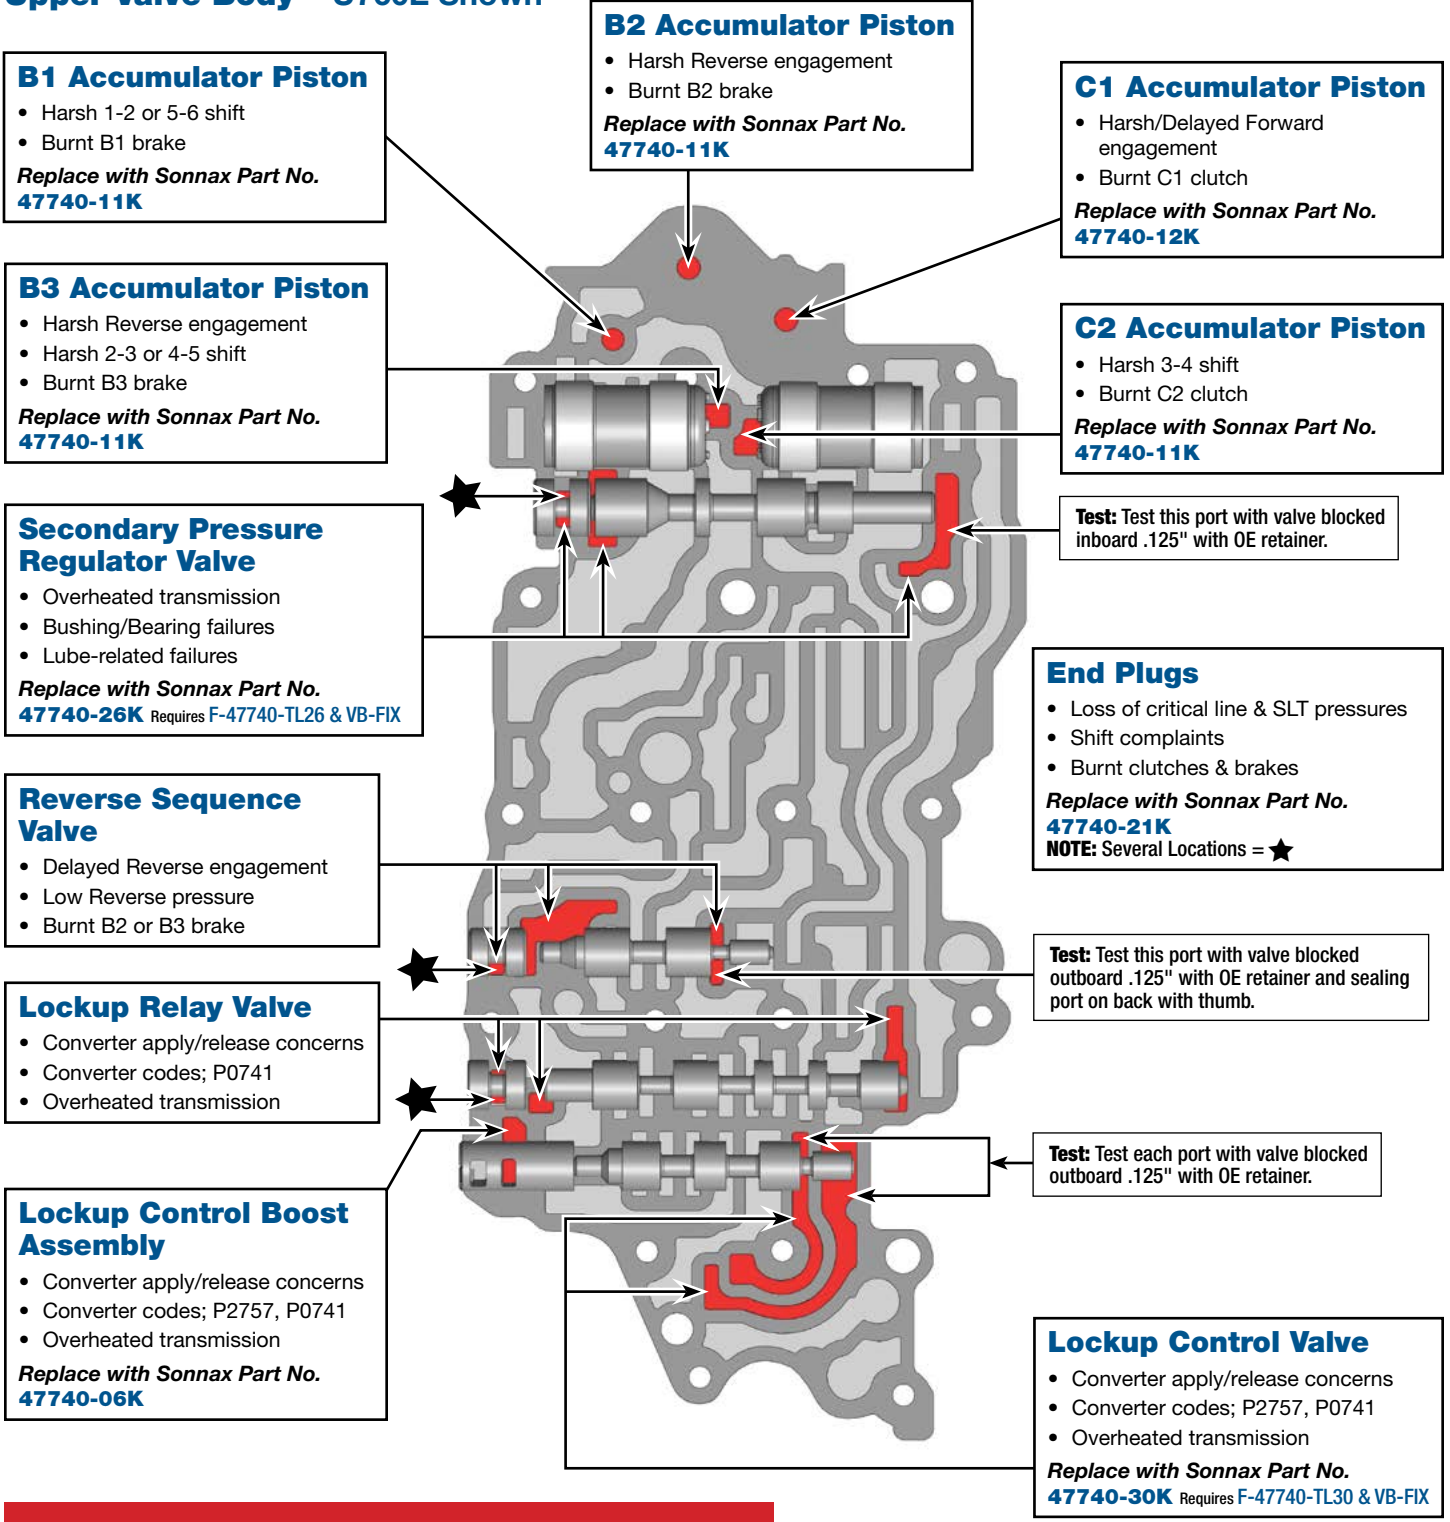 Upper Valve Body – U760E Shown
B1 Accumulator Piston
• Harsh 1-2 or 5-6 shift
• Burnt B1 brake
Replace with Sonnax Part No.
47740-11K
B2 Accumulator Piston
• Harsh Reverse engagement
• Burnt B2 brake
Replace with Sonnax Part No.
47740-11K
C1 Accumulator Piston
• Harsh/Delayed Forward
engagement
• Burnt C1 clutch
Replace with Sonnax Part No.
47740-12K
B3 Accumulator Piston
• Harsh Reverse engagement
• Harsh 2-3 or 4-5 shift
• Burnt B3 brake
Replace with Sonnax Part No.
47740-11K
C2 Accumulator Piston
• Harsh 3-4 shift
• Burnt C2 clutch
Replace with Sonnax Part No.
47740-11K
Test: Test this port with valve blocked
inboard .125" with OE retainer.
Secondary Pressure
Regulator Valve
• Overheated transmission
• Bushing/Bearing failures
• Lube-related failures
Replace with Sonnax Part No.
47740-26K Requires F-47740-TL26 & VB-FIX
End Plugs
• Loss of critical line & SLT pressures
• Shift complaints
• Burnt clutches & brakes
Replace with Sonnax Part No.
47740-21K
NOTE: Several Locations = ★
Reverse Sequence
Valve
• Delayed Reverse engagement
• Low Reverse pressure
• Burnt B2 or B3 brake
Test: Test this port with valve blocked
outboard .125" with OE retainer and sealing
port on back with thumb.
Lockup Relay Valve
• Converter apply/release concerns
• Converter codes; P0741
• Overheated transmission
Test: Test each port with valve blocked
outboard .125" with OE retainer.
Lockup Control Boost
Assembly
• Converter apply/release concerns
• Converter codes; P2757, P0741
• Overheated transmission
Replace with Sonnax Part No.
47740-06K
Lockup Control Valve
• Converter apply/release concerns
• Converter codes; P2757, P0741
• Overheated transmission
Replace with Sonnax Part No.
47740-30K Requires F-47740-TL30 & VB-FIX